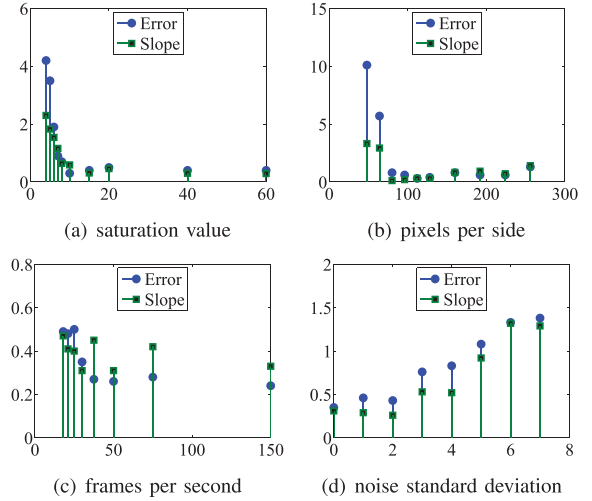 6
4
2
0
0 20 40 60
Error
Slope
(a) saturation value
15
10
5
0
0 100 200 300
Error
Slope
(b) pixels per side
0.8
0.6
0.4
0.2
0
0 50 100 150
Error
Slope
(c) frames per second
2
1.5
1
0.5
0
0 2 4 6 8
Error
Slope
(d) noise standard deviation